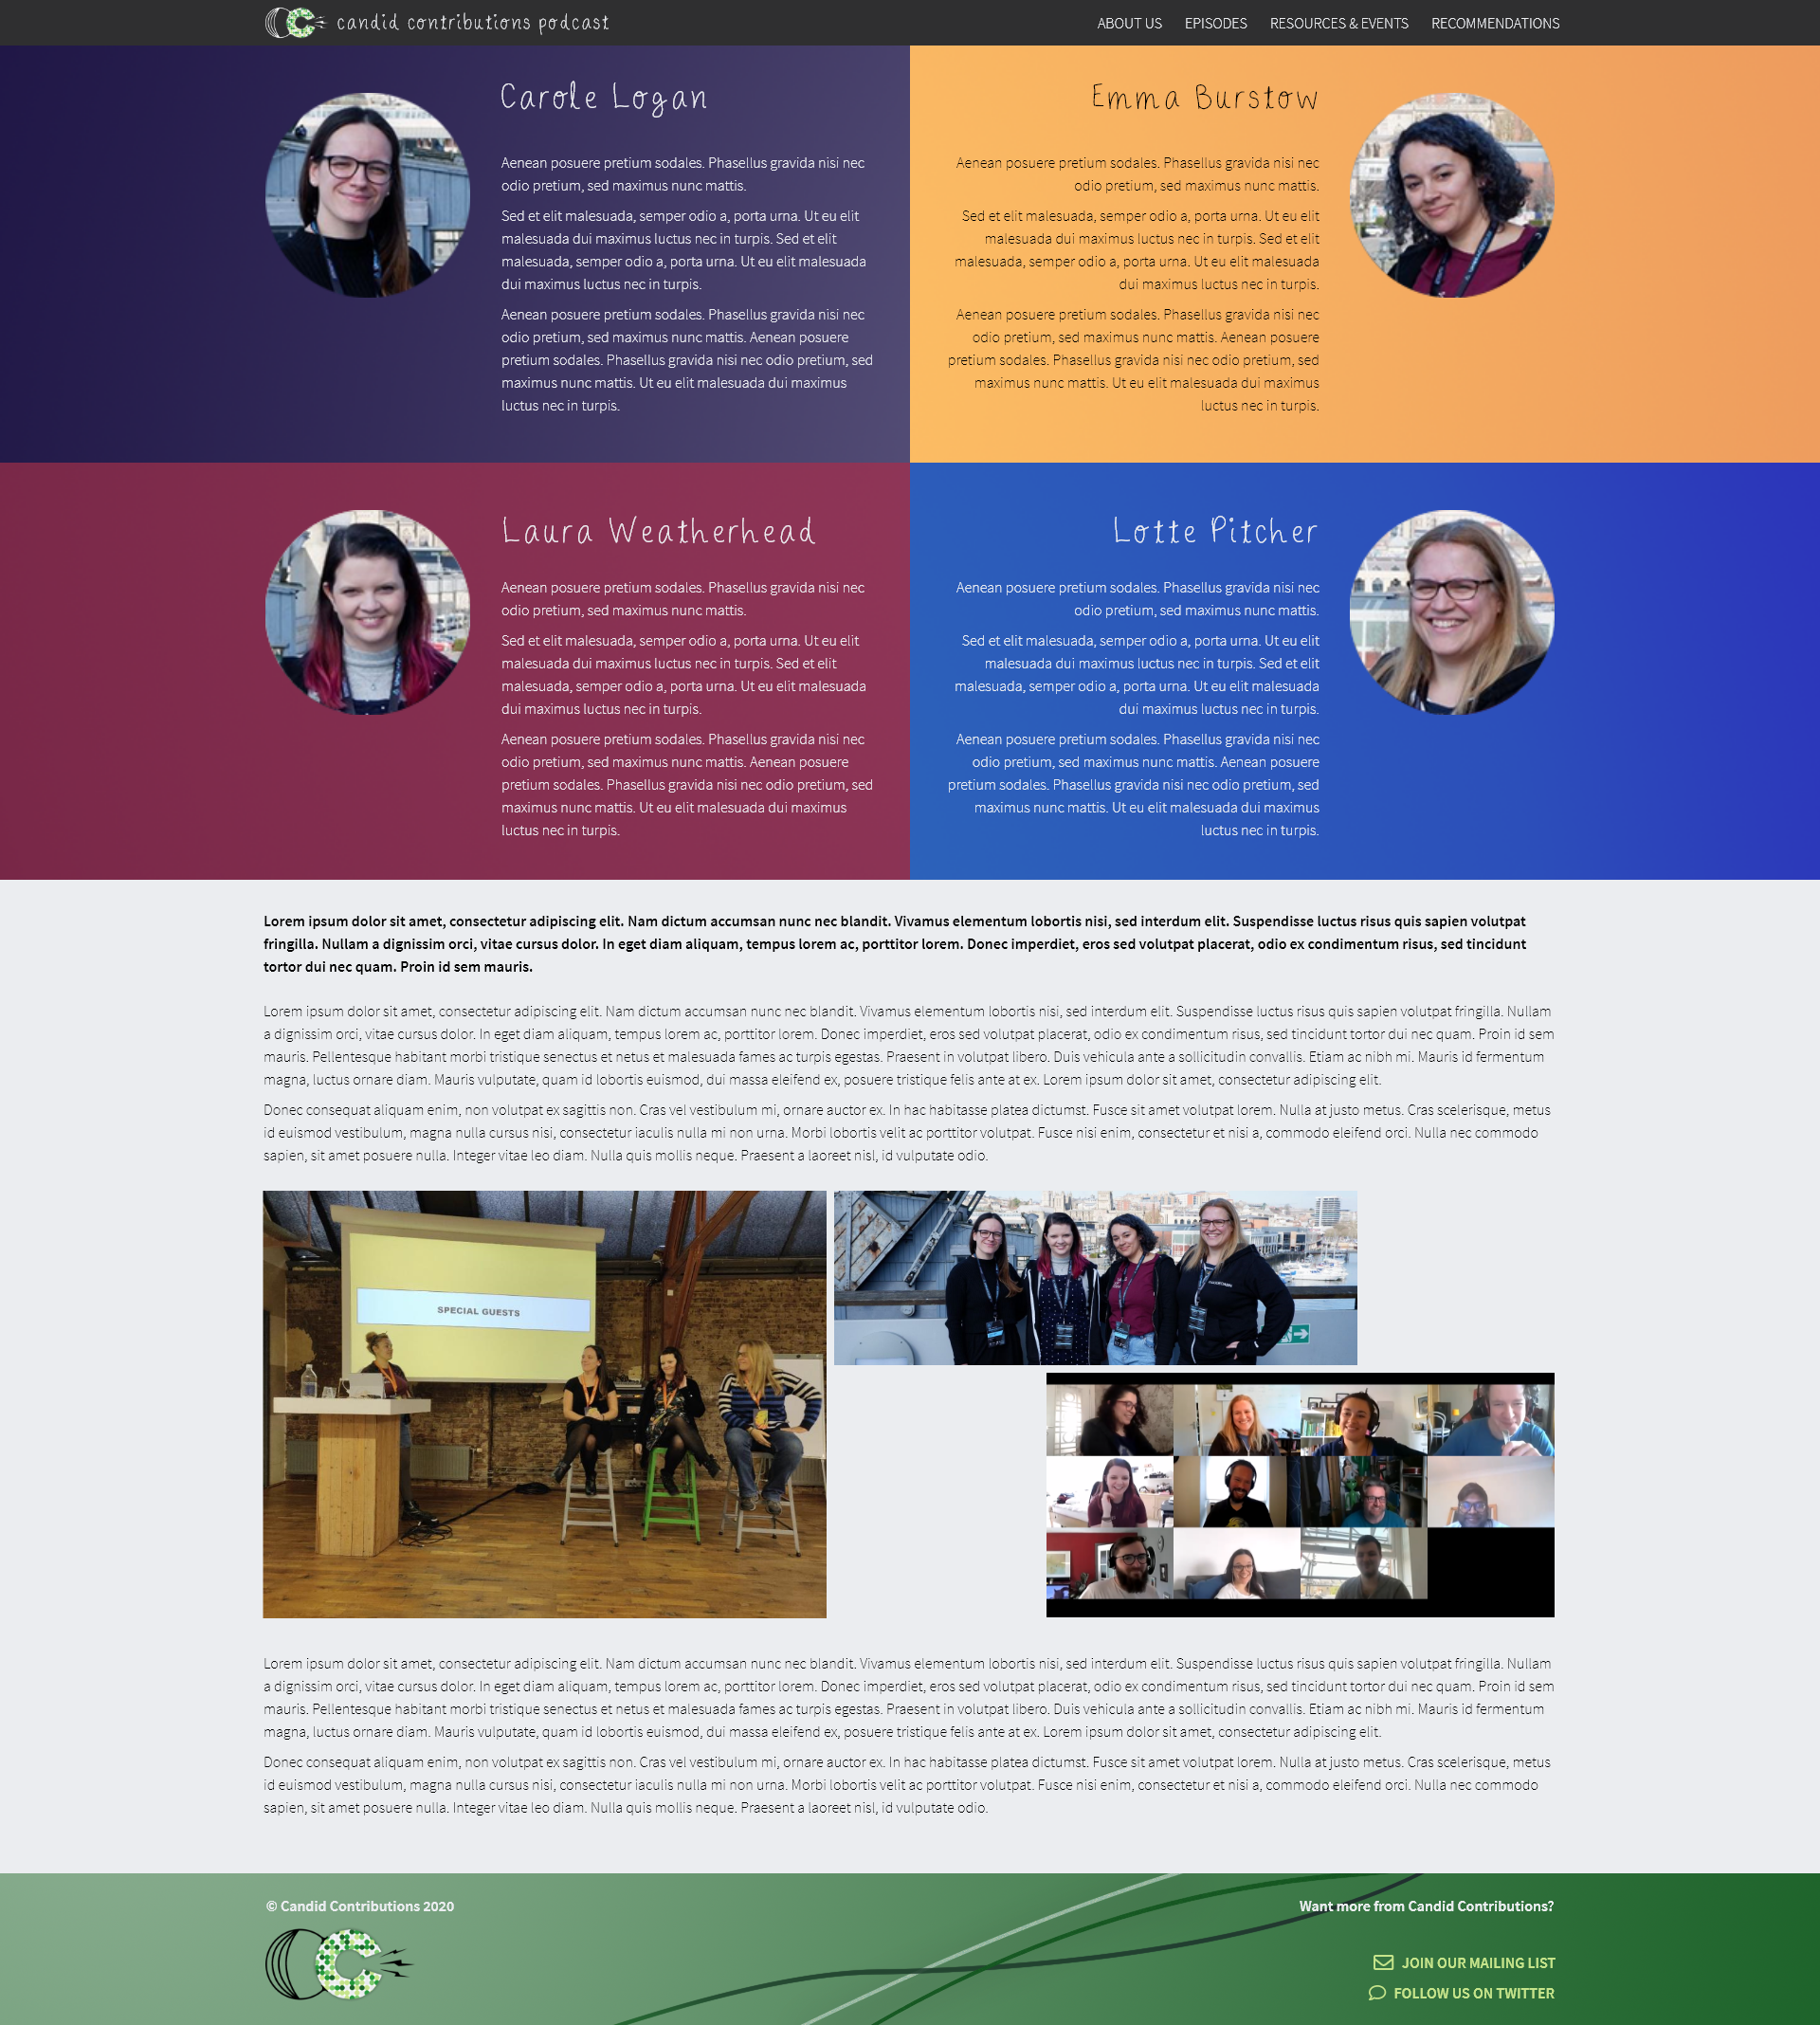 candid contributions podcast
ABOUT US EPISODES RESOURCES & EVENTS RECOMMENDATIONS
Carole Logan
Aenean posuere pretium sodales. Phasellus gravida nisi nec
odio pretium, sed maximus nunc mattis.
Sed et elit malesuada, semper odio a, porta urna. Ut eu elit
malesuada dui maximus luctus nec in turpis. Sed et elit
malesuada, semper odio a, porta urna. Ut eu elit malesuada
dui maximus luctus nec in turpis.
Aenean posuere pretium sodales. Phasellus gravida nisi nec
odio pretium, sed maximus nunc mattis. Aenean posuere
pretium sodales. Phasellus gravida nisi nec odio pretium, sed
maximus nunc mattis. Ut eu elit malesuada dui maximus
luctus nec in turpis.
Emma Burstow
Aenean posuere pretium sodales. Phasellus gravida nisi nec
odio pretium, sed maximus nunc mattis.
Sed et elit malesuada, semper odio a, porta urna. Ut eu elit
malesuada dui maximus luctus nec in turpis. Sed et elit
malesuada, semper odio a, porta urna. Ut eu elit malesuada
dui maximus luctus nec in turpis.
Aenean posuere pretium sodales. Phasellus gravida nisi nec
odio pretium, sed maximus nunc mattis. Aenean posuere
pretium sodales. Phasellus gravida nisi nec odio pretium, sed
maximus nunc mattis. Ut eu elit malesuada dui maximus
luctus nec in turpis.
Laura Weatherhead
Aenean posuere pretium sodales. Phasellus gravida nisi nec
odio pretium, sed maximus nunc mattis.
Sed et elit malesuada, semper odio a, porta urna. Ut eu elit
malesuada dui maximus luctus nec in turpis. Sed et elit
malesuada, semper odio a, porta urna. Ut eu elit malesuada
dui maximus luctus nec in turpis.
Aenean posuere pretium sodales. Phasellus gravida nisi nec
odio pretium, sed maximus nunc mattis. Aenean posuere
pretium sodales. Phasellus gravida nisi nec odio pretium, sed
maximus nunc mattis. Ut eu elit malesuada dui maximus
luctus nec in turpis.
Lotte Pitcher
Aenean posuere pretium sodales. Phasellus gravida nisi nec
odio pretium, sed maximus nunc mattis.
Sed et elit malesuada, semper odio a, porta urna. Ut eu elit
malesuada dui maximus luctus nec in turpis. Sed et elit
malesuada, semper odio a, porta urna. Ut eu elit malesuada
dui maximus luctus nec in turpis.
Aenean posuere pretium sodales. Phasellus gravida nisi nec
odio pretium, sed maximus nunc mattis. Aenean posuere
pretium sodales. Phasellus gravida nisi nec odio pretium, sed
maximus nunc mattis. Ut eu elit malesuada dui maximus
luctus nec in turpis.
Lorem ipsum dolor sit amet, consectetur adipiscing elit. Nam dictum accumsan nunc nec blandit. Vivamus elementum lobortis nisi, sed interdum elit. Suspendisse luctus risus quis sapien volutpat
fringilla. Nullam a dignissim orci, vitae cursus dolor. In eget diam aliquam, tempus lorem ac, porttitor lorem. Donec imperdiet, eros sed volutpat placerat, odio ex condimentum risus, sed tincidunt
tortor dui nec quam. Proin id sem mauris.
Lorem ipsum dolor sit amet, consectetur adipiscing elit. Nam dictum accumsan nunc nec blandit. Vivamus elementum lobortis nisi, sed interdum elit. Suspendisse luctus risus quis sapien volutpat fringilla. Nullam
a dignissim orci, vitae cursus dolor. In eget diam aliquam, tempus lorem ac, porttitor lorem. Donec imperdiet, eros sed volutpat placerat, odio ex condimentum risus, sed tincidunt tortor dui nec quam. Proin id sem
mauris. Pellentesque habitant morbi tristique senectus et netus et malesuada fames ac turpis egestas. Praesent in volutpat libero. Duis vehicula ante a sollicitudin convallis. Etiam ac nibh mi. Mauris id fermentum
magna, luctus ornare diam. Mauris vulputate, quam id lobortis euismod, dui massa eleifend ex, posuere tristique felis ante at ex. Lorem ipsum dolor sit amet, consectetur adipiscing elit.
Donec consequat aliquam enim, non volutpat ex sagittis non. Cras vel vestibulum mi, ornare auctor ex. In hac habitasse platea dictumst. Fusce sit amet volutpat lorem. Nulla at justo metus. Cras scelerisque, metus
id euismod vestibulum, magna nulla cursus nisi, consectetur iaculis nulla mi non urna. Morbi lobortis velit ac porttitor volutpat. Fusce nisi enim, consectetur et nisi a, commodo eleifend orci. Nulla nec commodo
sapien, sit amet posuere nulla. Integer vitae leo diam. Nulla quis mollis neque. Praesent a laoreet nisl, id vulputate odio.
SPECIAL GUESTS
Lorem ipsum dolor sit amet, consectetur adipiscing elit. Nam dictum accumsan nunc nec blandit. Vivamus elementum lobortis nisi, sed interdum elit. Suspendisse luctus risus quis sapien volutpat fringilla. Nullam
a dignissim orci, vitae cursus dolor. In eget diam aliquam, tempus lorem ac, porttitor lorem. Donec imperdiet, eros sed volutpat placerat, odio ex condimentum risus, sed tincidunt tortor dui nec quam. Proin id sem
mauris. Pellentesque habitant morbi tristique senectus et netus et malesuada fames ac turpis egestas. Praesent in volutpat libero. Duis vehicula ante a sollicitudin convallis. Etiam ac nibh mi. Mauris id fermentum
magna, luctus ornare diam. Mauris vulputate, quam id lobortis euismod, dui massa eleifend ex, posuere tristique felis ante at ex. Lorem ipsum dolor sit amet, consectetur adipiscing elit.
Donec consequat aliquam enim, non volutpat ex sagittis non. Cras vel vestibulum mi, ornare auctor ex. In hac habitasse platea dictumst. Fusce sit amet volutpat lorem. Nulla at justo metus. Cras scelerisque, metus
id euismod vestibulum, magna nulla cursus nisi, consectetur iaculis nulla mi non urna. Morbi lobortis velit ac porttitor volutpat. Fusce nisi enim, consectetur et nisi a, commodo eleifend orci. Nulla nec commodo
sapien, sit amet posuere nulla. Integer vitae leo diam. Nulla quis mollis neque. Praesent a laoreet nisl, id vulputate odio.
© Candid Contributions 2020
Want more from Candid Contributions?
JOIN OUR MAILING LIST
FOLLOW US ON TWITTER